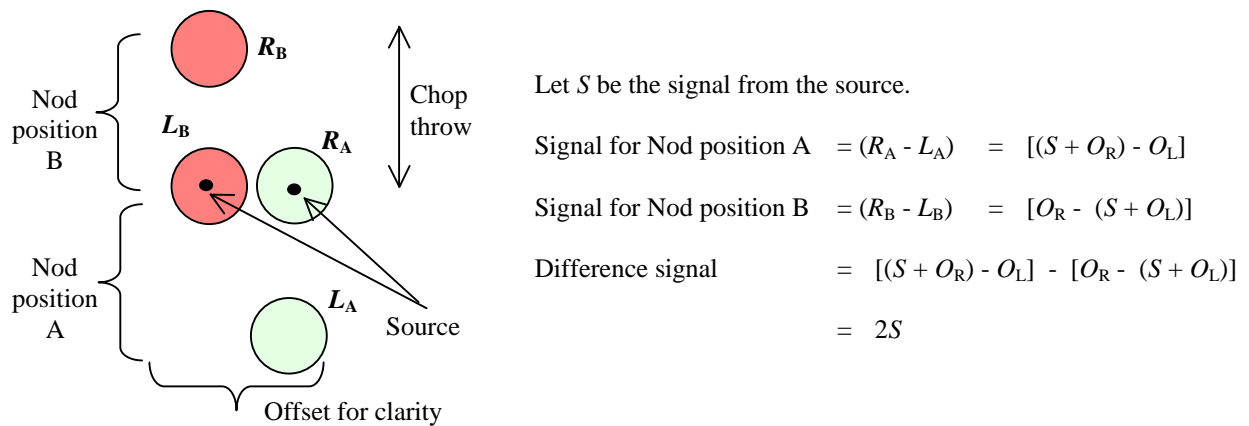 R_B
Nod
position
B
L_B
R_A
Chop
throw
Nod
position
A
L_A
Source
Offset for clarity
Let S be the signal from the source.
Signal for Nod position A = (R_A - L_A) = [(S + O_R) - O_L]
Signal for Nod position B = (R_B - L_B) = [O_R - (S + O_L)]
Difference signal = [(S + O_R) - O_L] - [O_R - (S + O_L)]
= 2S